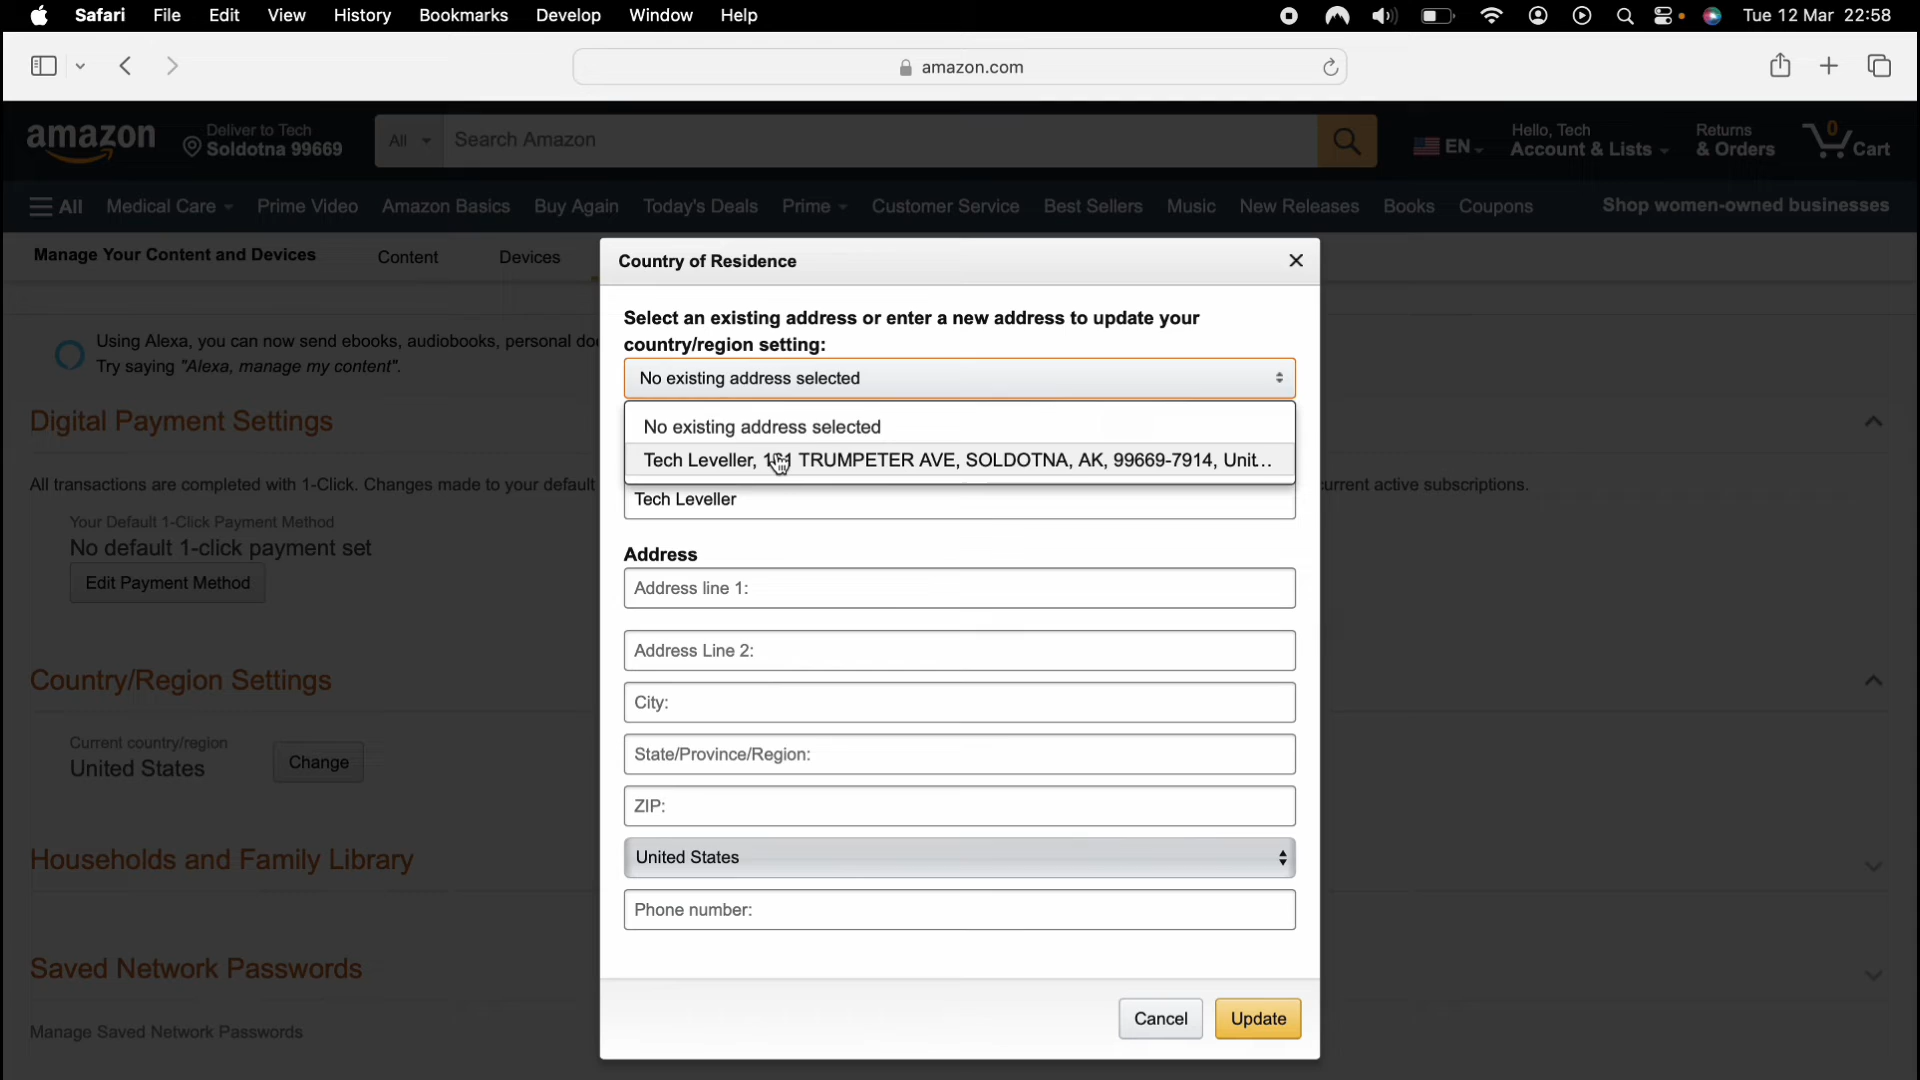 Safari File Edit View History Bookmarks Develop Window Help Tue 12 Mar 22:58
amazon.com
amazon Deliver to Tech Soldotna 99669 All Search Amazon EN Hello, Tech Account & Lists Returns & Orders 0 Cart
All Medical Care Prime Video Amazon Basics Buy Again Today's Deals Prime Customer Service Best Sellers Music New Releases Books Coupons Shop women-owned businesses
Manage Your Content and Devices Content Devices
Country of Residence
Select an existing address or enter a new address to update your
country/region setting:
No existing address selected
No existing address selected
Tech Leveller, TRUMPETER AVE, SOLDOTNA, AK, 99669-7914, Unit...
Tech Leveller
Address
Address line 1:
Address Line 2:
City:
State/Province/Region:
ZIP:
United States
Phone number:
Cancel Update
Using Alexa, you can now send ebooks, audiobooks, personal
Try saying "Alexa, manage my content".
Digital Payment Settings
All transactions are completed with 1-Click. Changes made to your default
current active subscriptions.
Your Default 1-Click Payment Method
No default 1-click payment set
Edit Payment Method
Country/Region Settings
Current country/region
United States Change
Households and Family Library
Saved Network Passwords
Manage Saved Network Passwords